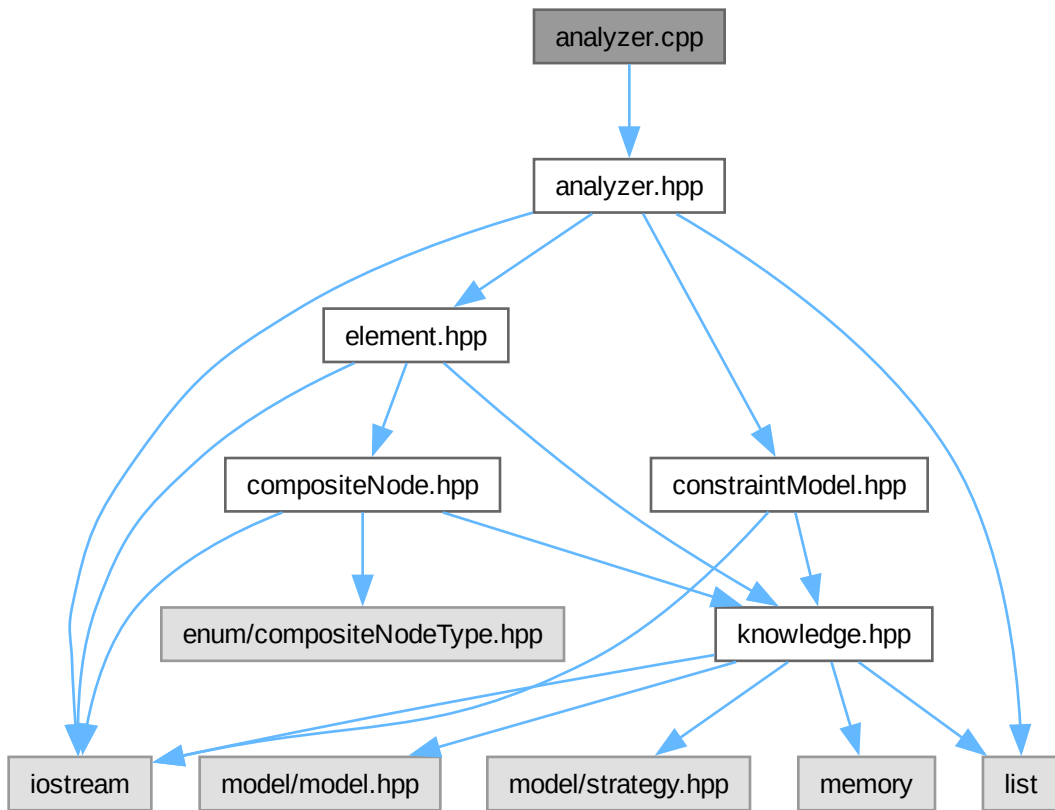 analyzer.cpp
analyzer.hpp
element.hpp
compositeNode.hpp
constraintModel.hpp
enum/compositeNodeType.hpp
knowledge.hpp
iostream
model/model.hpp
model/strategy.hpp
memory
list